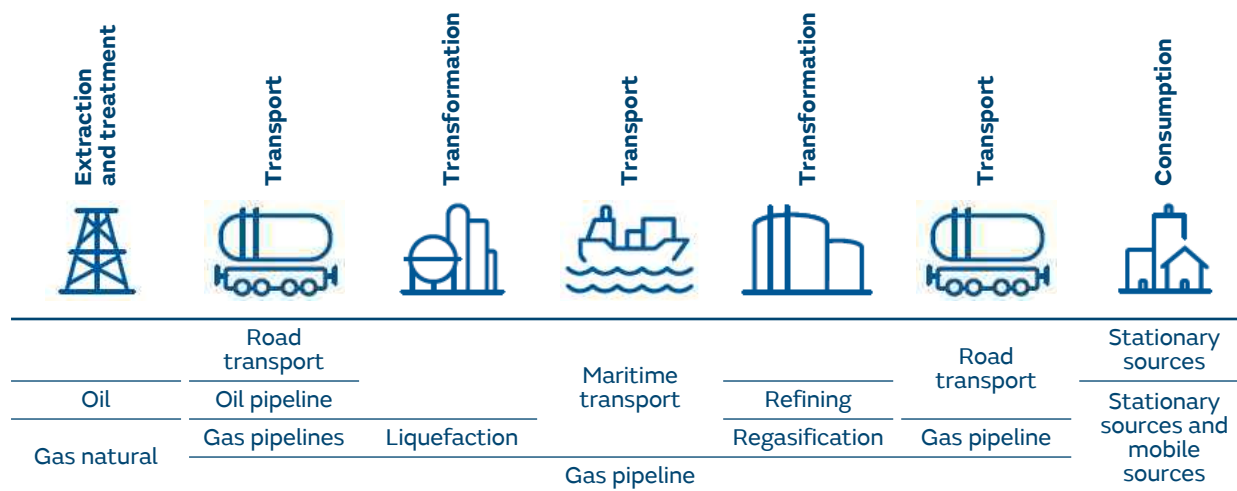 Extraction
and treatment
Transport
Transformation
Transport
Transformation
Transport
Consumption
Road
transport
Maritime
transport
Road
transport
Stationary
sources
Oil
Oil pipeline
Refining
Stationary
sources and
mobile
sources
Gas natural
Gas pipelines
Liquefaction
Regasification
Gas pipeline
Gas pipeline